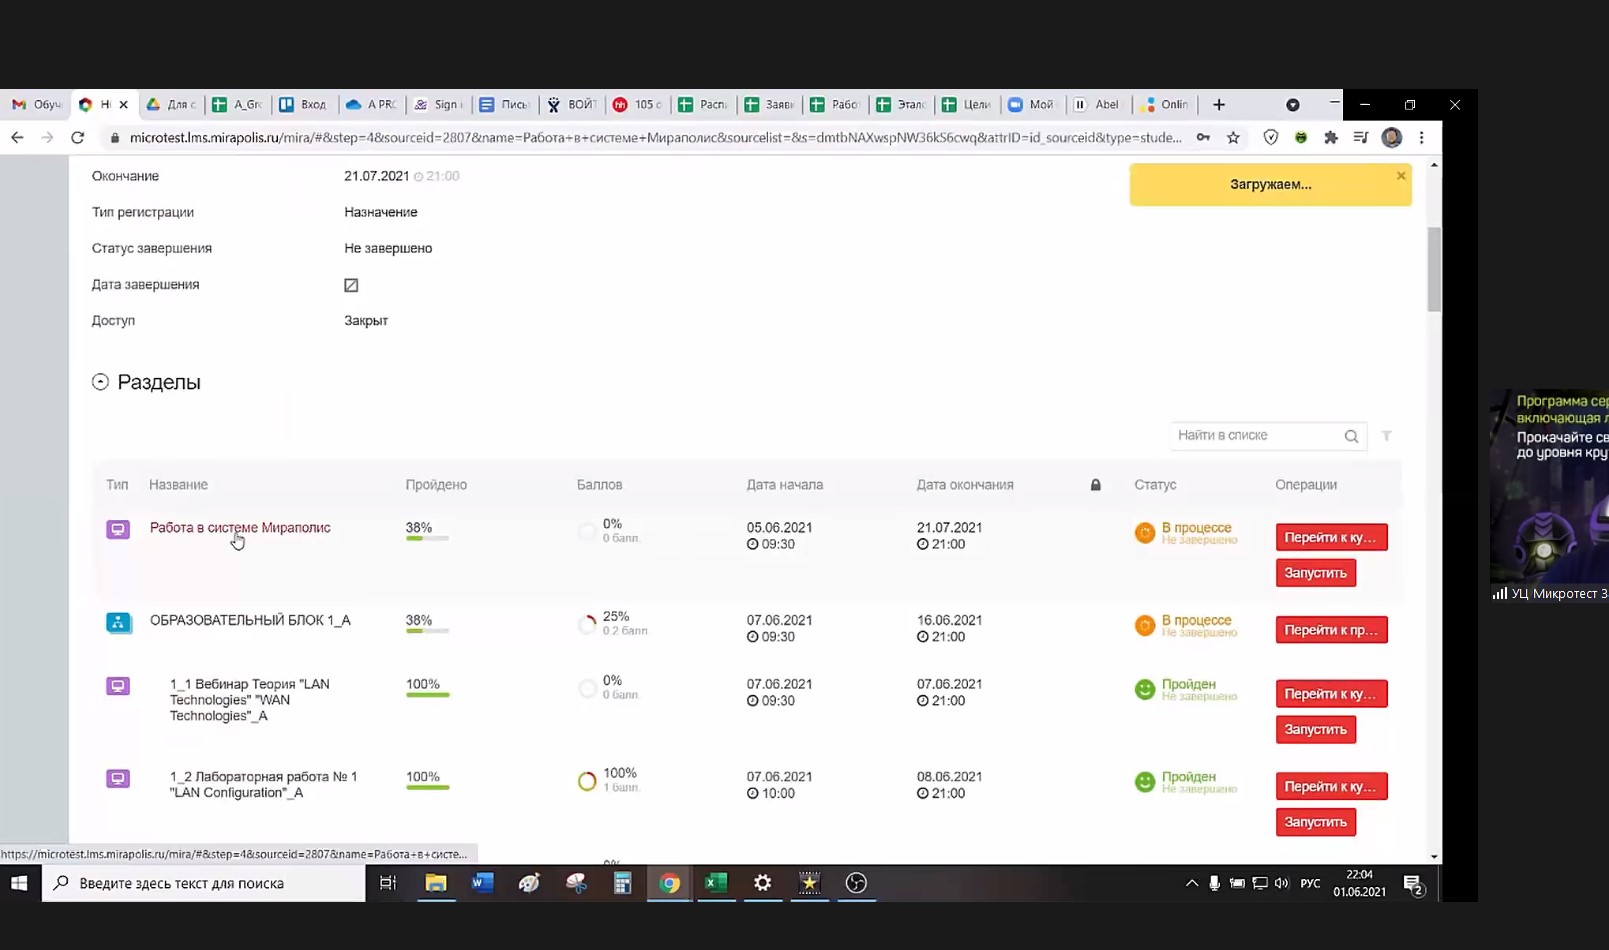 Обуч
Н
Для с
A_Gr
Вход
A PR
Sign
Пись
ВОЙТ
105 с
Распи
Заяви
Работ
Этало
Цели
Мой
Abel
Onlin
microtest.lms.mirapolis.ru/mira/#&step=4&sourceid=2807&name=Работа+в+системе+Мираполис&sourcelist=&s=dmtbNAXwspNW36kS6cwq&attrID=id_sourceid&type=stude...
Окончание 21.07.2021 21:00
Загружаем...
Тип регистрации Назначение
Статус завершения Не завершено
Дата завершения
Доступ Закрыт
Разделы
Найти в списке
Тип Название Пройдено Баллов Дата начала Дата окончания Статус Операции
Работа в системе Мираполис 38% 0% 05.06.2021 21.07.2021 В процессе
0 балл. 09:30 21:00 Не завершено Перейти к ку...
Запустить
ОБРАЗОВАТЕЛЬНЫЙ БЛОК 1_А 38% 25% 07.06.2021 16.06.2021 В процессе
0.2 балл. 09:30 21:00 Не завершено Перейти к пр...
1_1 Вебинар Теория "LAN 100% 0% 07.06.2021 07.06.2021 Пройден
Technologies" "WAN 0 балл. 09:30 21:00 Не завершено Перейти к ку...
Technologies"_A
Запустить
1_2 Лабораторная работа № 1 100% 100% 07.06.2021 08.06.2021 Пройден
"LAN Configuration"_A 1 балл. 10:00 21:00 Не завершено Перейти к ку...
Запустить
https://microtest.lms.mirapolis.ru/mira/#&step=4&sourceid=2807&name=Работа+в+систе...
Введите здесь текст для поиска
РУС
22:04
01.06.2021
2
Программа сер
включающая л
Прокачайте св
до уровня кру
УЦ Микротест З